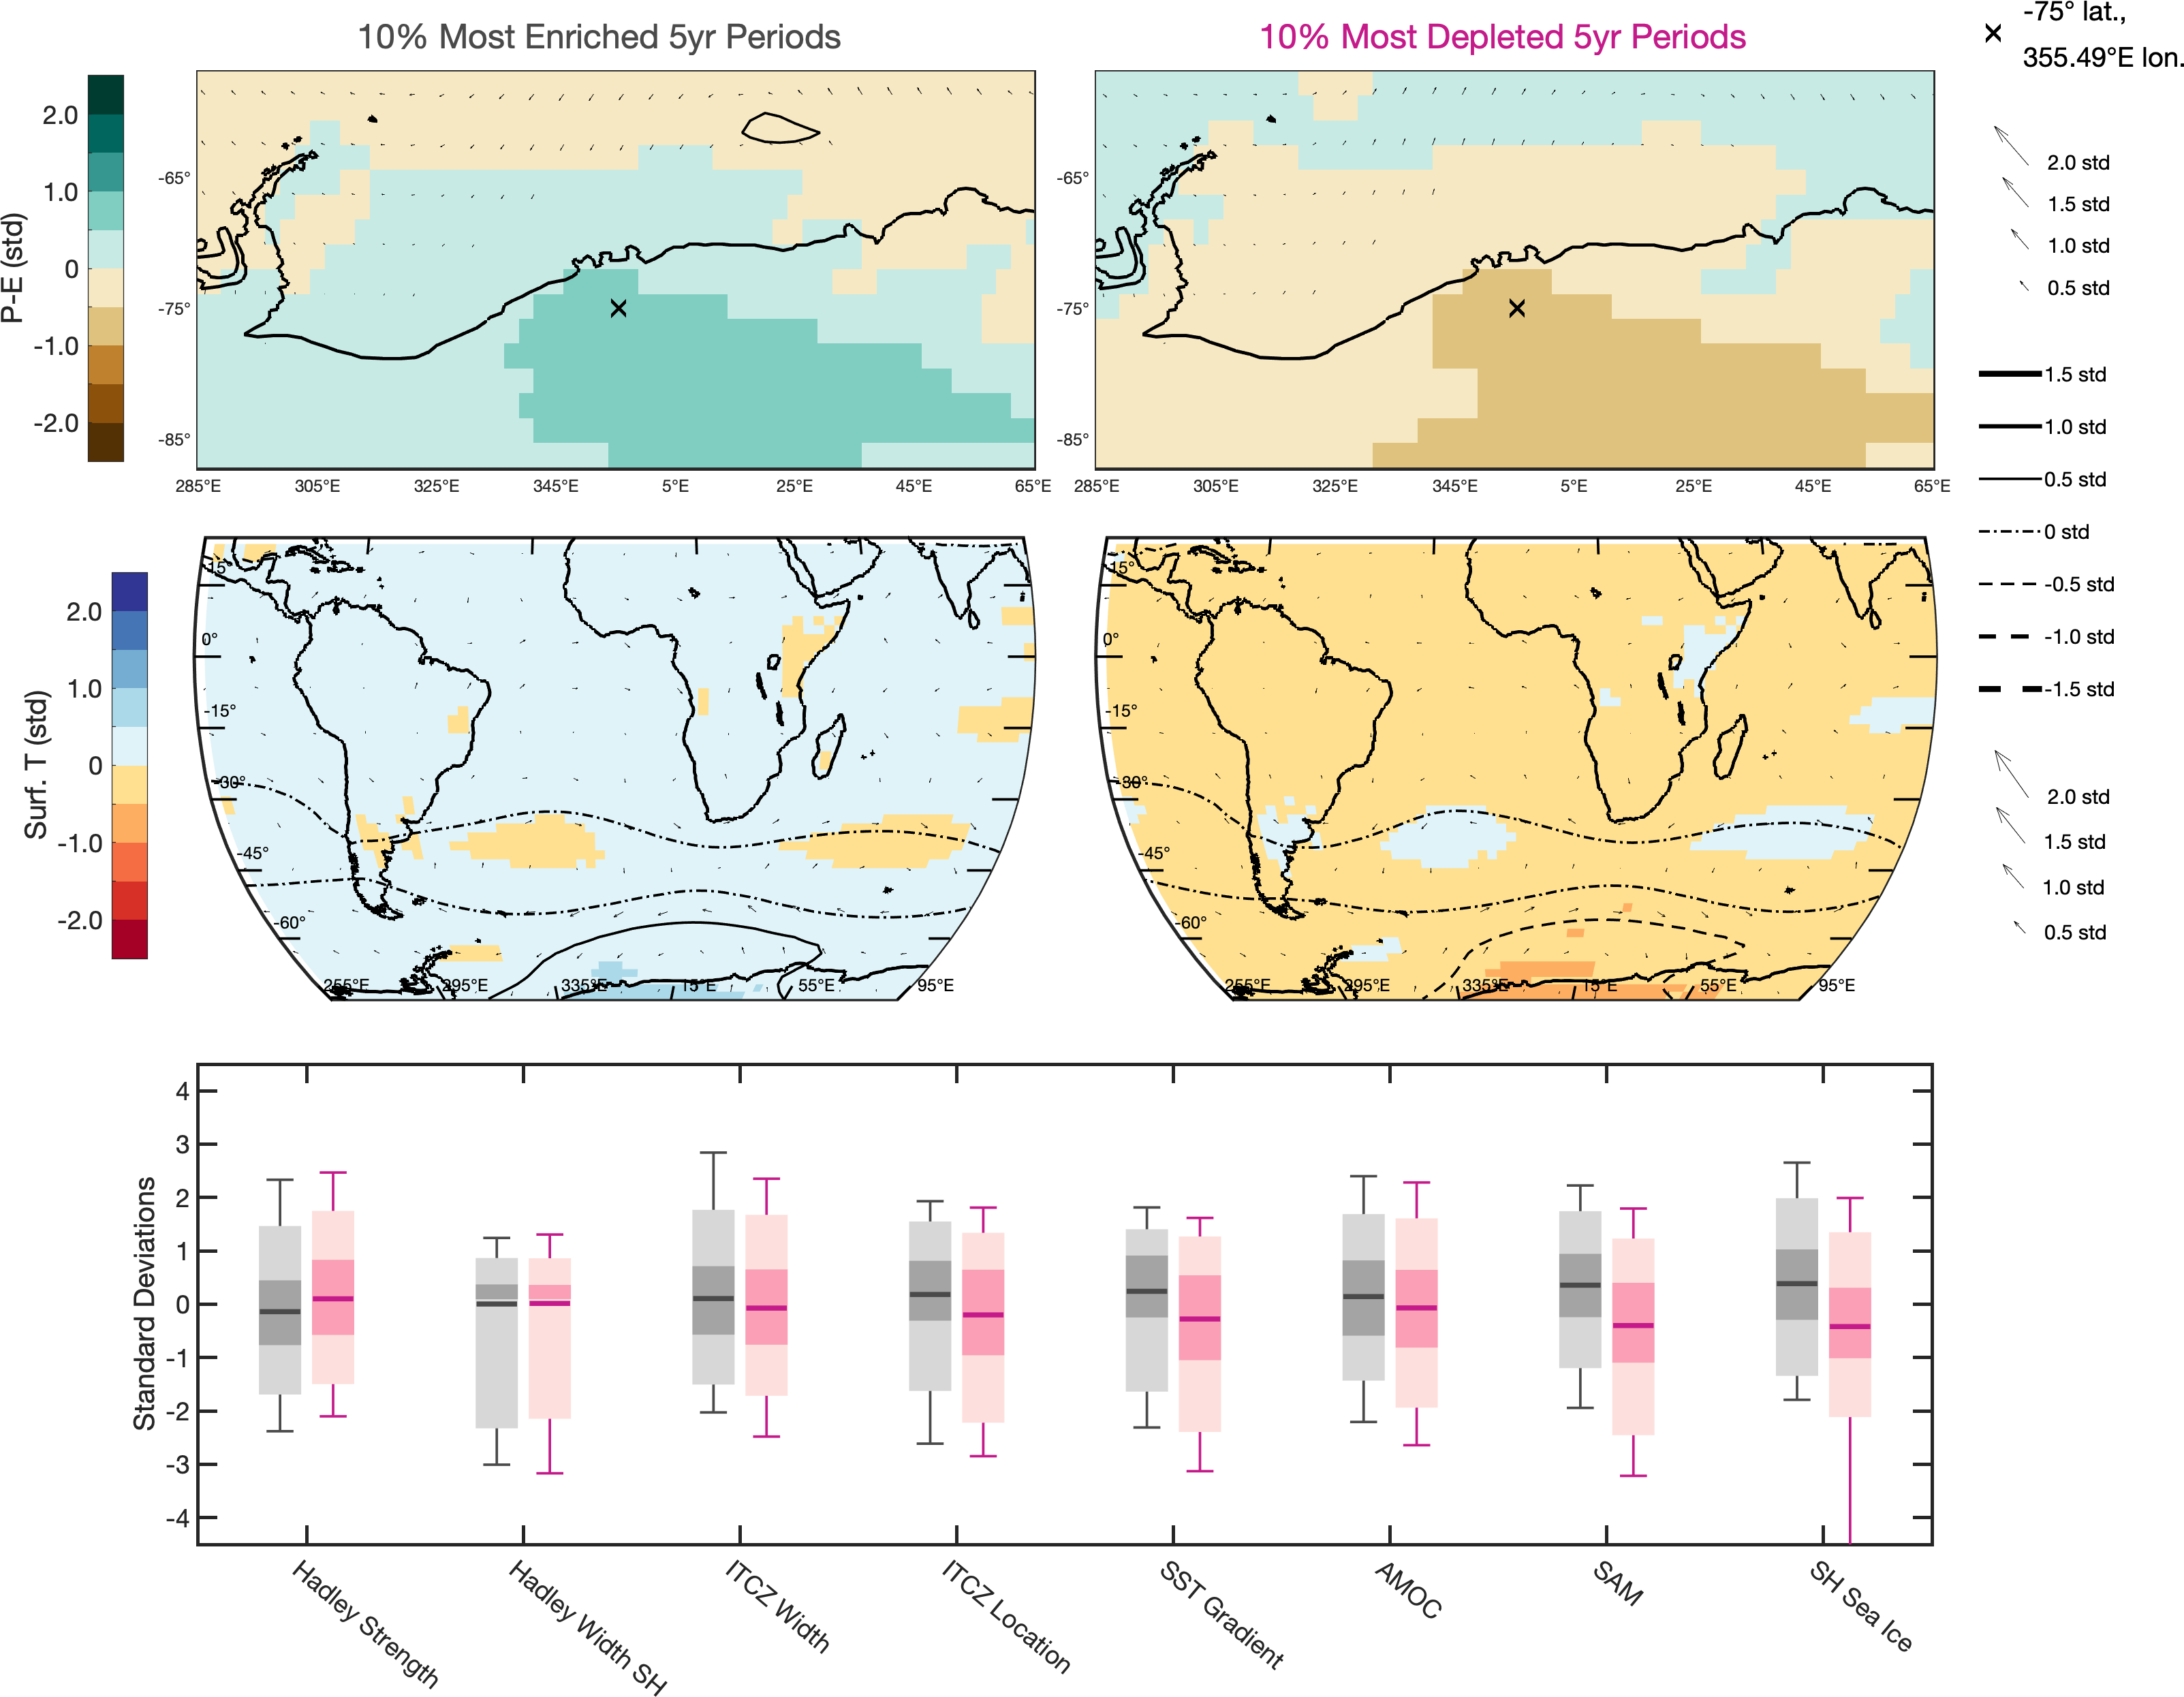 10% Most Enriched 5yr Periods
10% Most Depleted 5yr Periods
-75° lat.,
355.49°E lon.
P-E (std)
2.0
1.0
0
-1.0
-2.0
-65°
-75°
-85°
285°E 305°E 325°E 345°E 5°E 25°E 45°E 65°E
-65°
-75°
-85°
285°E 305°E 325°E 345°E 5°E 25°E 45°E 65°E
2.0 std
1.5 std
1.0 std
0.5 std
1.5 std
1.0 std
0.5 std
0 std
-0.5 std
-1.0 std
-1.5 std
2.0 std
1.5 std
1.0 std
0.5 std
Surf. T (std)
2.0
1.0
0
-1.0
-2.0
15°
0°
-15°
-30°
-45°
-60°
255°E 295°E 335°E 15°E 55°E 95°E
15°
0°
-15°
-30°
-45°
-60°
255°E 295°E 335°E 15°E 55°E 95°E
Standard Deviations
4
3
2
1
0
-1
-2
-3
-4
Hadley Strength
Hadley Width SH
ITCZ Width
ITCZ Location
SST Gradient
AMOC
SAM
SH Sea Ice